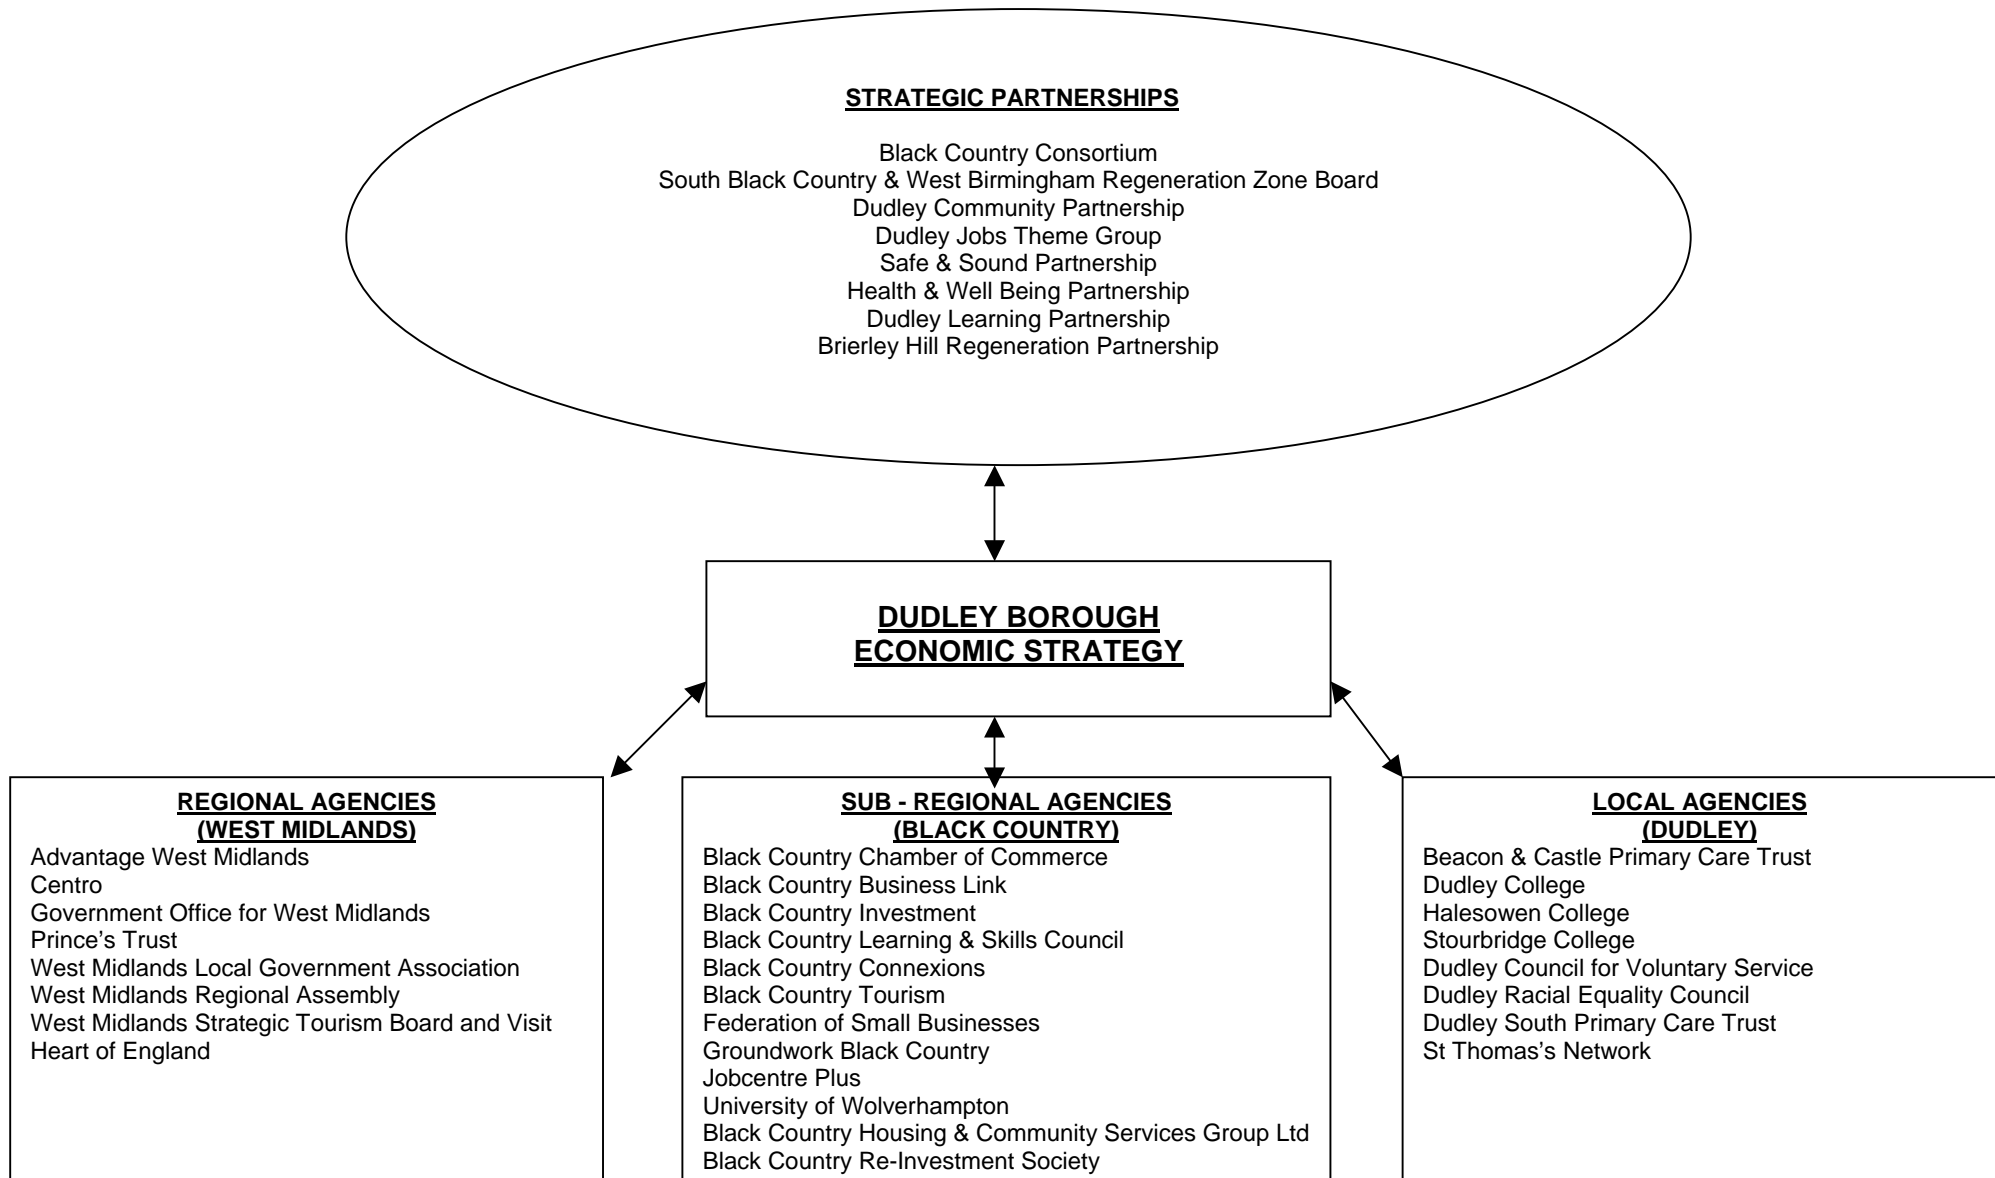 STRATEGIC PARTNERSHIPS
Black Country Consortium
South Black Country & West Birmingham Regeneration Zone Board
Dudley Community Partnership
Dudley Jobs Theme Group
Safe & Sound Partnership
Health & Well Being Partnership
Dudley Learning Partnership
Brierley Hill Regeneration Partnership
DUDLEY BOROUGH
ECONOMIC STRATEGY
REGIONAL AGENCIES
(WEST MIDLANDS)
Advantage West Midlands
Centro
Government Office for West Midlands
Prince’s Trust
West Midlands Local Government Association
West Midlands Regional Assembly
West Midlands Strategic Tourism Board and Visit
Heart of England
SUB - REGIONAL AGENCIES
(BLACK COUNTRY)
Black Country Chamber of Commerce
Black Country Business Link
Black Country Investment
Black Country Learning & Skills Council
Black Country Connexions
Black Country Tourism
Federation of Small Businesses
Groundwork Black Country
Jobcentre Plus
University of Wolverhampton
Black Country Housing & Community Services Group Ltd
Black Country Re-Investment Society
LOCAL AGENCIES
(DUDLEY)
Beacon & Castle Primary Care Trust
Dudley College
Halesowen College
Stourbridge College
Dudley Council for Voluntary Service
Dudley Racial Equality Council
Dudley South Primary Care Trust
St Thomas’s Network